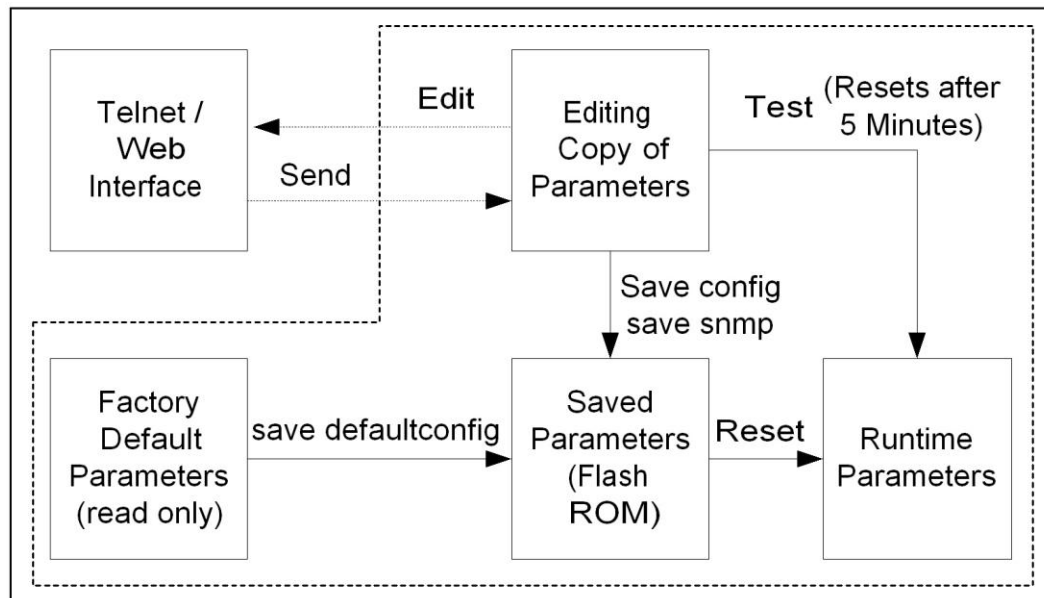 Telnet /
Web
Interface
Edit
Send
Editing
Copy of
Parameters
Test
(Resets after
5 Minutes)
Save config
save snmp
Factory
Default
Parameters
(read only)
save defaultconfig
Saved
Parameters
(Flash
ROM)
Reset
Runtime
Parameters